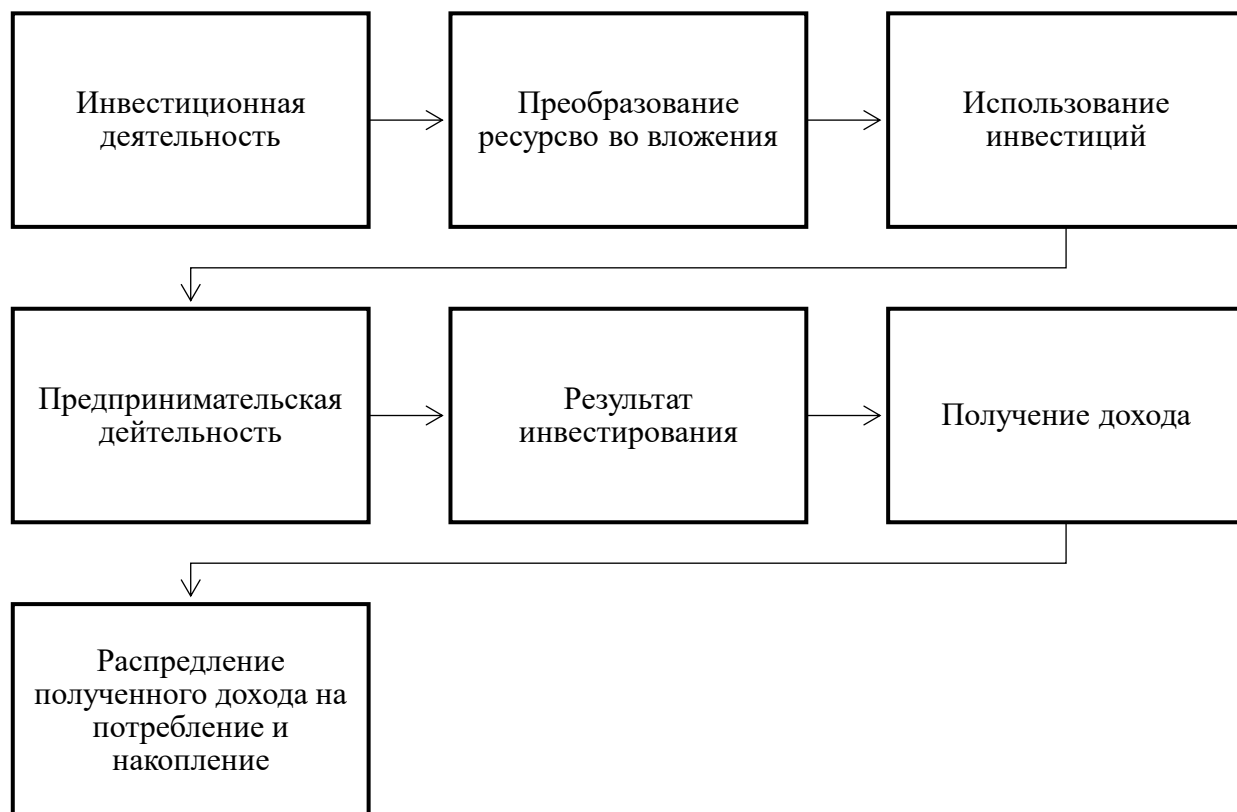 Инвестиционная
деятельность
Преобразование
ресурсво во вложения
Использование
инвестиций
Предпринимательская
дейтельность
Результат
инвестирования
Получение дохода
Распредление
полученного дохода на
потребление и
накопление